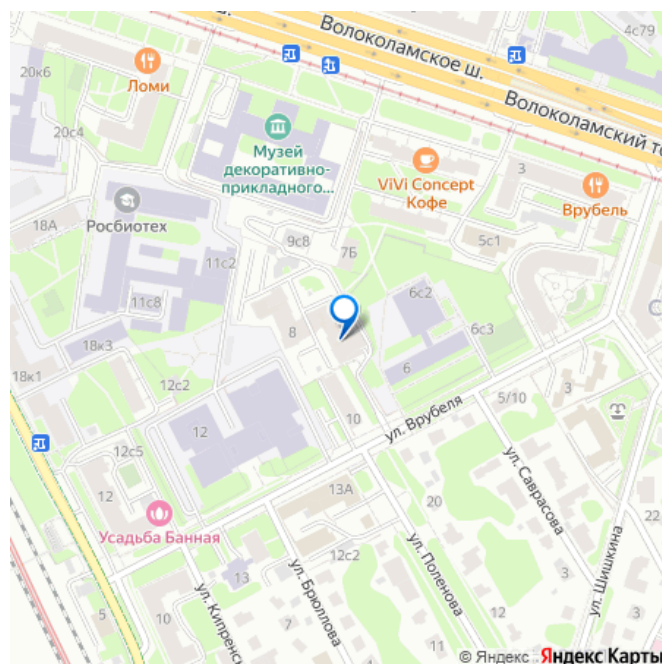 Волоколамское ш.
4с79
20к6
Ломи
Волоколамский то
20с4
Музей
декоративно-
прикладного...
ViVi Concept
Кофе
3
Врубель
18А
Росбиотех
9с8
7Б
5с1
11с2
11с8
6с2
8
6с3
18к3
18к1
12с2
6
ул. Врубеля
5/10
3
10
12
12с5
12
13А
20
ул. Саврасова
22
Усадьба Банная
12с2
ул. Поленова
ул. Шишкина
13
3
3
5
10
ул. Кипренс
ул. Брюллова
© Яндекс
Яндекс Карты